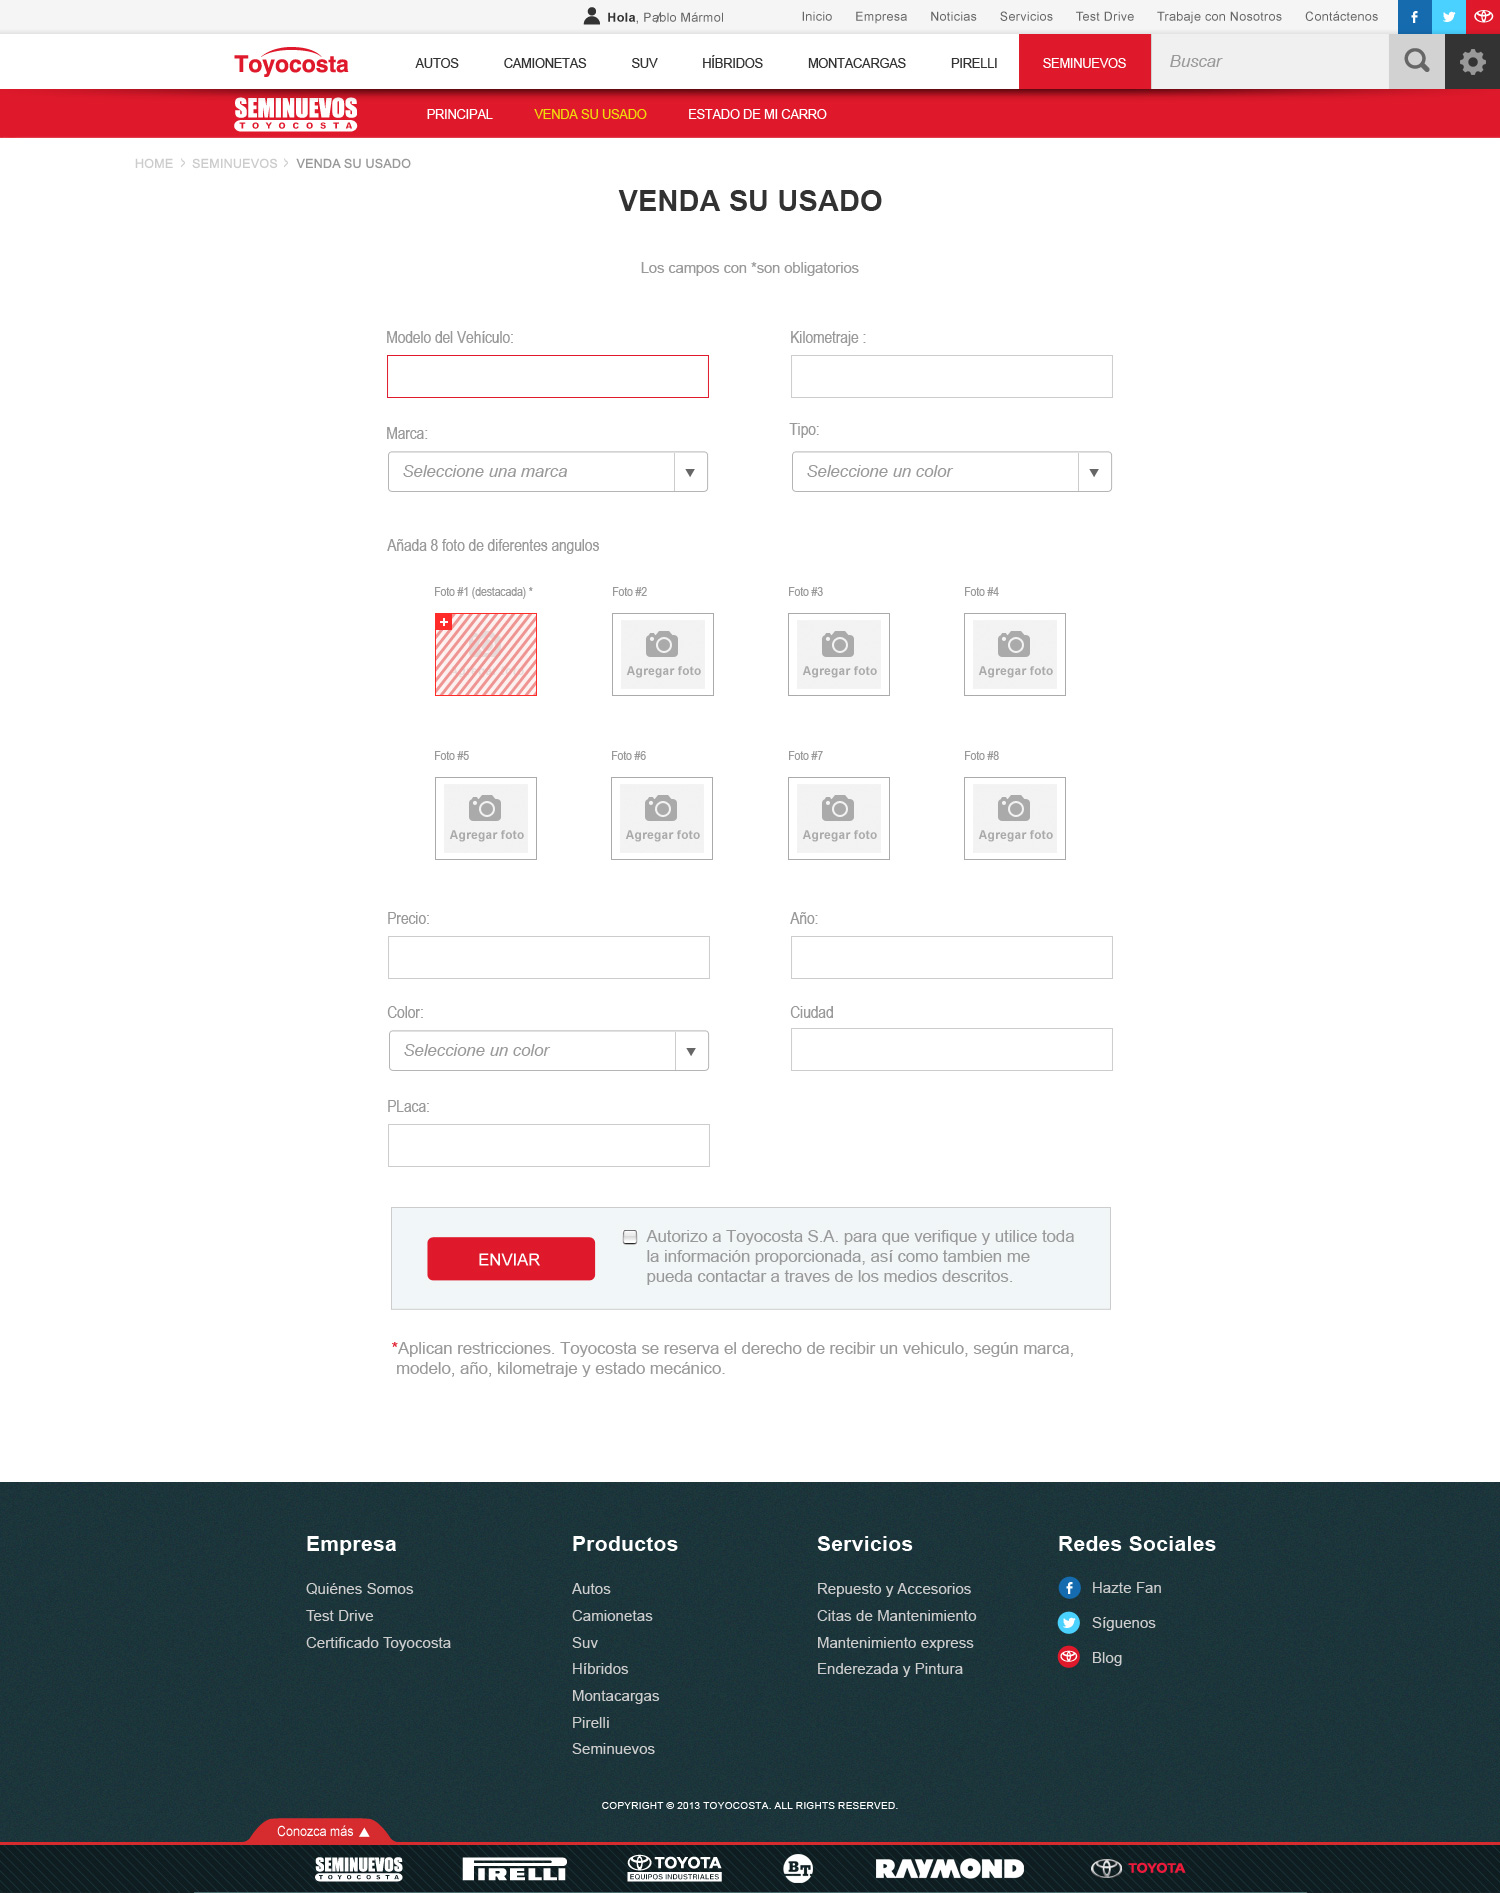 Hola, Pablo Mármol
Inicio Empresa Noticias Servicios Test Drive Trabaje con Nosotros Contáctenos
Toyocosta
AUTOS CAMIONETAS SUV HÍBRIDOS MONTACARGAS PIRELLI SEMINUEVOS Buscar
SEMINUEVOS
TOYOCOSTA
PRINCIPAL VENDA SU USADO ESTADO DE MI CARRO
HOME > SEMINUEVOS > VENDA SU USADO
VENDA SU USADO
Los campos con *son obligatorios
Modelo del Vehículo: Kilometraje :
Marca: Tipo:
Seleccione una marca Seleccione un color
Añada 8 foto de diferentes angulos
Foto #1 (destacada) * Foto #2 Foto #3 Foto #4
Agregar foto Agregar foto Agregar foto
Foto #5 Foto #6 Foto #7 Foto #8
Agregar foto Agregar foto Agregar foto Agregar foto
Precio: Año:
Color: Ciudad
Seleccione un color
PLaca:
ENVIAR
Autorizo a Toyocosta S.A. para que verifique y utilice toda
la información proporcionada, así como tambien me
pueda contactar a traves de los medios descritos.
*Aplican restricciones. Toyocosta se reserva el derecho de recibir un vehiculo, según marca,
modelo, año, kilometraje y estado mecánico.
Empresa Productos Servicios Redes Sociales
Quiénes Somos Autos Repuesto y Accesorios Hazte Fan
Test Drive Camionetas Citas de Mantenimiento Síguenos
Certificado Toyocosta Suv Mantenimiento express Blog
Híbridos Enderezada y Pintura
Montacargas
Pirelli
Seminuevos
COPYRIGHT © 2013 TOYOCOSTA. ALL RIGHTS RESERVED.
Conozca más
SEMINUEVOS
TOYOCOSTA
PIRELLI
TOYOTA
EQUIPOS INDUSTRIALES
BT
RAYMOND
TOYOTA